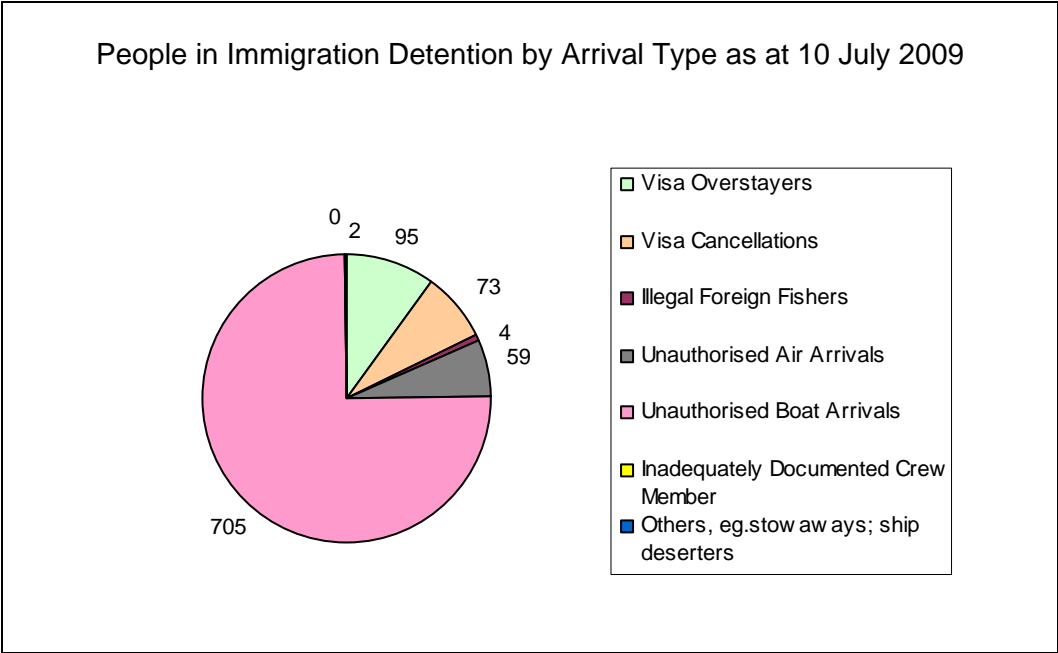 People in Immigration Detention by Arrival Type as at 10 July 2009
0
2
95
73
4
59
705
Visa Overstayers
Visa Cancellations
Illegal Foreign Fishers
Unauthorised Air Arrivals
Unauthorised Boat Arrivals
Inadequately Documented Crew
Member
Others, eg.stow aw ays; ship
deserters